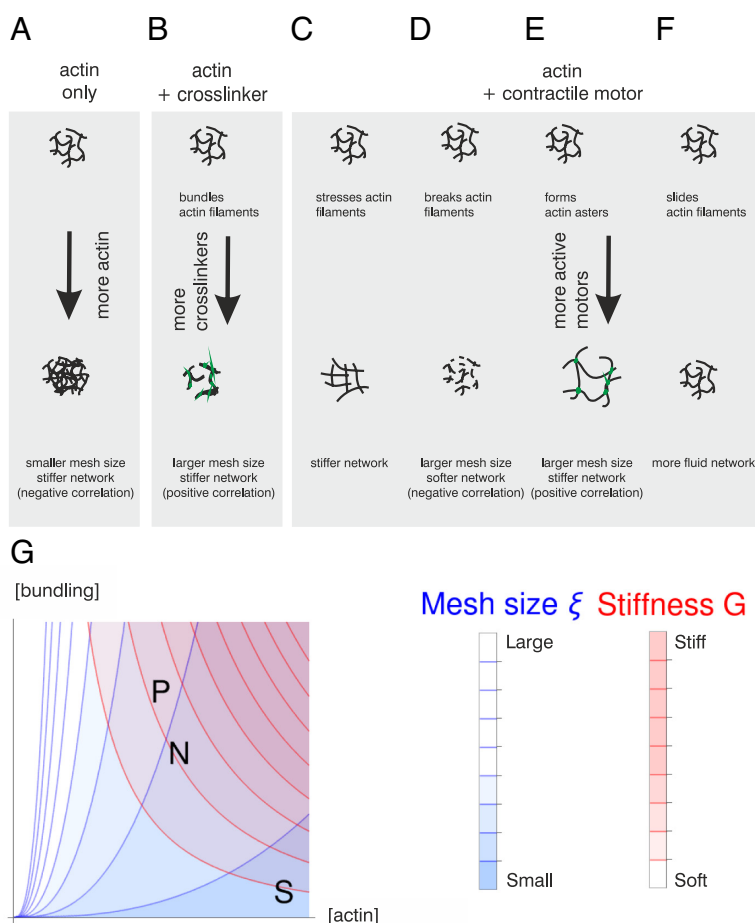 A B C D E F
actin
only
actin
+ crosslinker
actin
+ contractile motor
bundles
actin filaments
stresses actin
filaments
breaks actin
filaments
forms
actin asters
slides
actin filaments
more actin
more
crosslinkers
more active
motors
smaller mesh size
stiffer network
(negative correlation)
larger mesh size
stiffer network
(positive correlation)
stiffer network
larger mesh size
softer network
(negative correlation)
larger mesh size
stiffer network
(positive correlation)
more fluid network
G
[bundling]
P
N
S
[actin]
Mesh size ξ
Large
Small
Stiffness G
Stiff
Soft